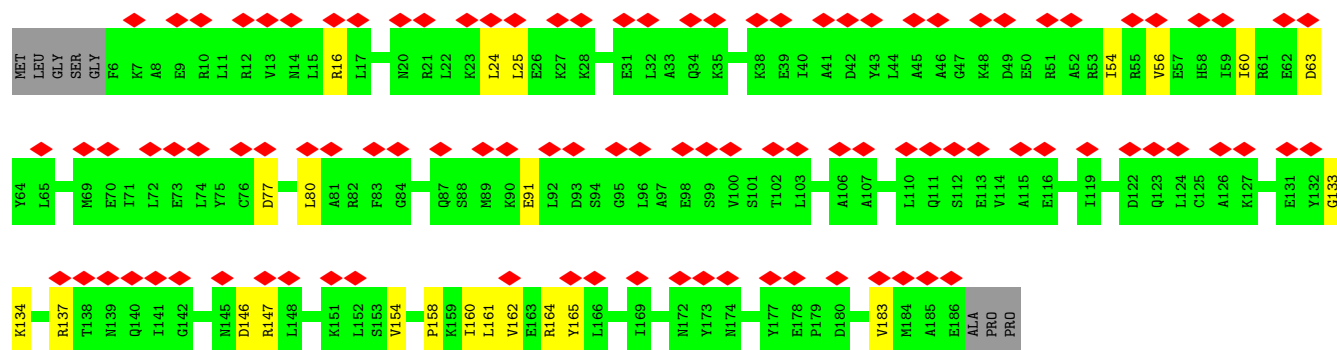 MET LEU GLY SER GLY F6 K7 A8 E9 R10 L11 R12 V13 N14 L15 R16 L17 N20 R21 L22 K23 L24 L25 E26 K27 K28 E31 L32 A33 Q34 K35 K38 E39 I40 A41 D42 Y43 L44 A45 A46 G47 K48 D49 E50 R51 A52 R53 I54 R55 V56 E57 H58 I59 I60 R61 E62 D63
Y64 L65 M69 E70 I71 L72 E73 L74 Y75 C76 D77 L80 A81 R82 F83 G84 Q87 S88 M89 K90 E91 L92 D93 S94 G95 L96 A97 E98 S99 V100 S101 T102 L103 A106 A107 L110 Q111 S112 E113 V114 A115 E116 I119 D122 Q123 L124 C125 A126 K127 E131 Y132 G133
K134 R137 T138 N139 Q140 I141 G142 N145 D146 R147 L148 K151 L152 S153 V154 P158 K159 I160 L161 V162 E163 R164 Y165 L166 I169 N172 Y173 N174 Y177 E178 P179 D180 V183 M184 A185 E186 ALA PRO PRO